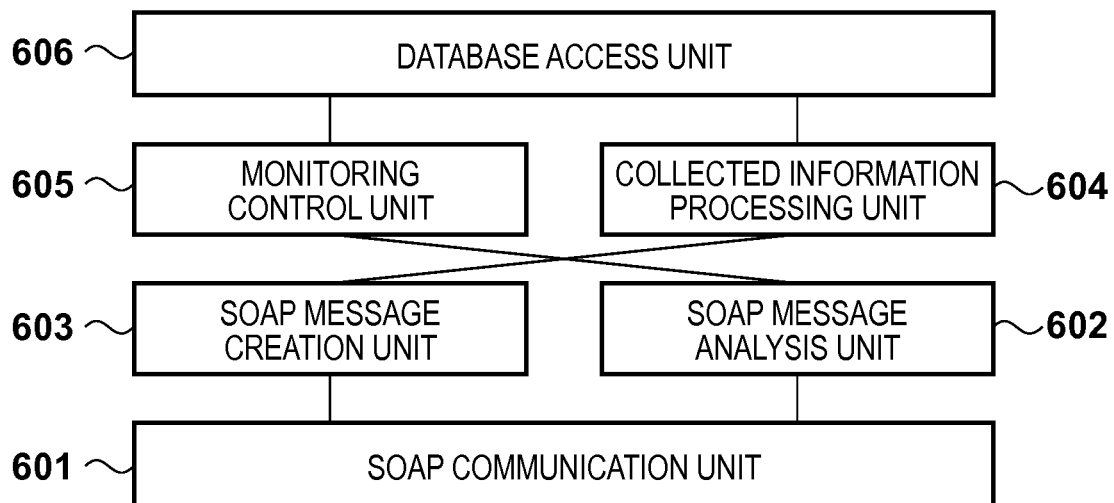 606
DATABASE ACCESS UNIT
605
MONITORING
CONTROL UNIT
COLLECTED INFORMATION
PROCESSING UNIT
604
603
SOAP MESSAGE
CREATION UNIT
SOAP MESSAGE
ANALYSIS UNIT
602
601
SOAP COMMUNICATION UNIT